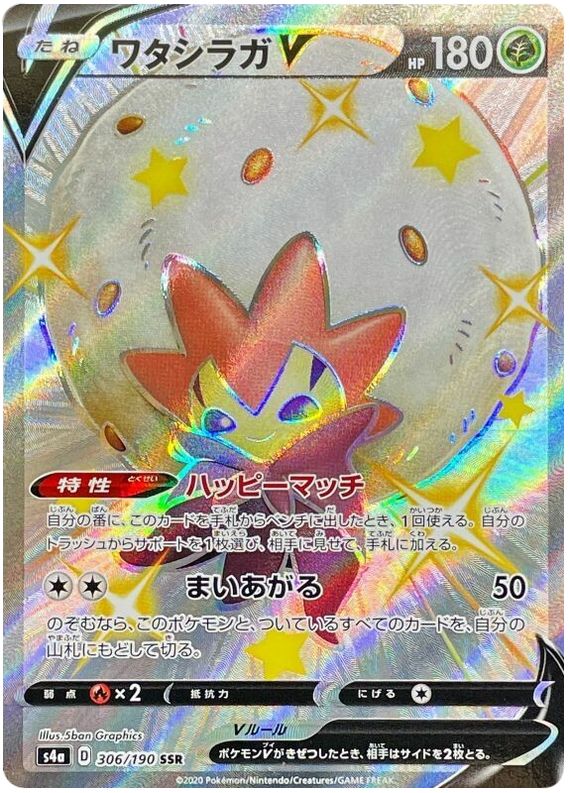 たね ワタシラガV HP 180
特性 とくせい ハッピーマッチ
自分の番に、このカードを手札からベンチに出したとき、1回使える。自分の
トラッシュからサポートを1枚選び、相手に見せて、手札に加える。
まいあがる 50
のぞむなら、このポケモンと、ついているすべてのカードを、自分の
山札にもどして切る。
弱点 ×2 抵抗力 にげる
Illus. 5ban Graphics
Vルール
s4a D 306/190 SSR
ポケモンVがきぜつしたとき、相手はサイドを2枚とる。
©2020 Pokémon/Nintendo/Creatures/GAME FREAK.